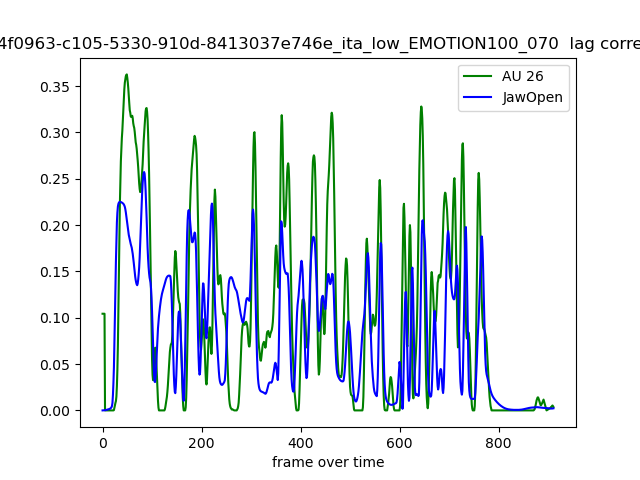 4f0963-c105-5330-910d-8413037e746e_ita_low_EMOTION100_070 lag corre
AU 26
JawOpen
0.35
0.30
0.25
0.20
0.15
0.10
0.05
0.00
0 200 400 600 800
frame over time